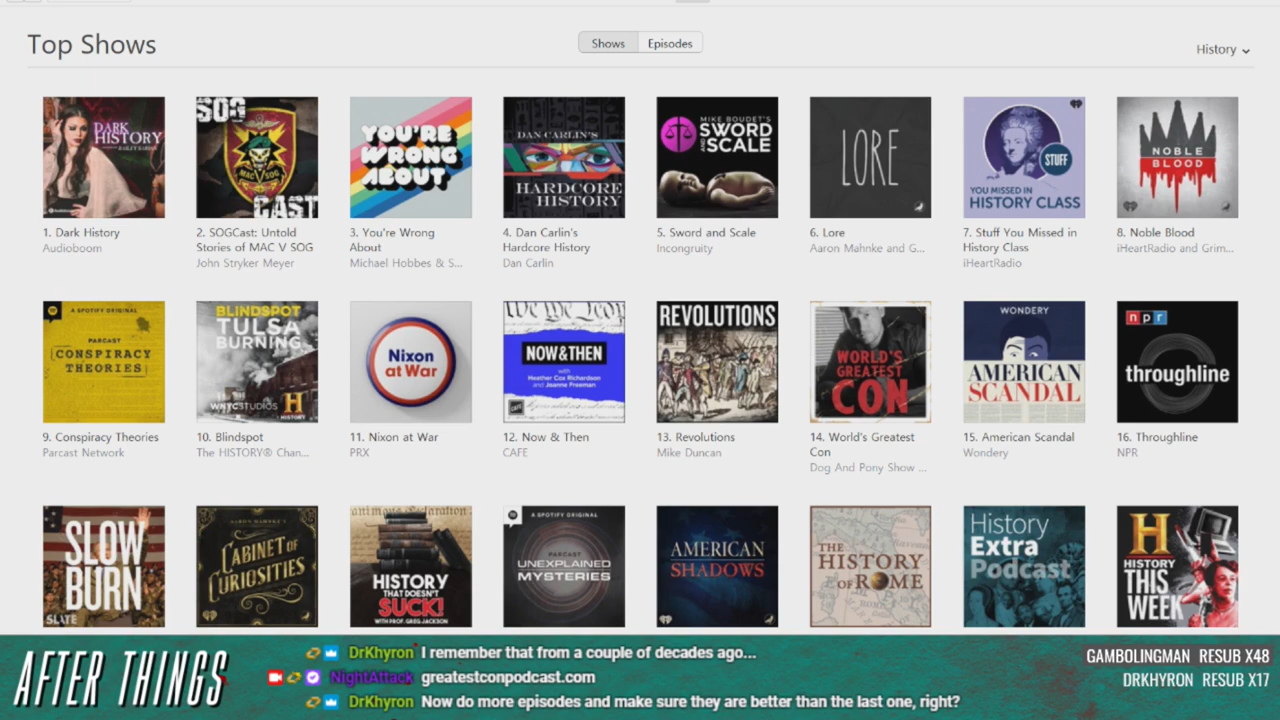 Top Shows
Shows
Episodes
History
DARK
HISTORY
SOG
MAC V SOG
CAST
YOU'RE
WRONG
ABOUT
DAN CARLIN'S
HARDCORE
HISTORY
MIKE BOUDET'S
SWORD
AND
SCALE
LORE
STUFF
YOU MISSED IN
HISTORY CLASS
NOBLE
BLOOD
iHeartRADIO
1. Dark History
Audioboom
2. SOGCast: Untold
Stories of MAC V SOG
John Stryker Meyer
3. You're Wrong
About
Michael Hobbes & S...
4. Dan Carlin's
Hardcore History
Dan Carlin
5. Sword and Scale
Incongruity
6. Lore
Aaron Mahnke and G...
7. Stuff You Missed in
History Class
iHeartRadio
8. Noble Blood
iHeartRadio and Grim...
A SPOTIFY ORIGINAL
PARCAST
CONSPIRACY
THEORIES
BLINDSPOT
TULSA
BURNING
WNYC STUDIOS
H
HISTORY
Nixon
at War
We the People
NOW & THEN
with
Heather Cox Richardson
and Joanne Freeman
CAFE
REVOLUTIONS
WORLD'S
GREATEST
CON
WONDERY
AMERICAN
SCANDAL
npr
throughline
9. Conspiracy Theories
Parcast Network
10. Blindspot
The HISTORY® Chan...
11. Nixon at War
PRX
12. Now & Then
CAFE
13. Revolutions
Mike Duncan
14. World's Greatest
Con
Dog And Pony Show ...
15. American Scandal
Wondery
16. Throughline
NPR
SLOW
BURN
SLATE
AARON MAHNKE'S
CABINET OF
CURIOSITIES
HISTORY
THAT DOESN'T
SUCK!
WITH PROF. GREG JACKSON
A SPOTIFY ORIGINAL
PARCAST
UNEXPLAINED
MYSTERIES
AMERICAN
SHADOWS
THE
HISTORY
OF ROME
History
Extra
Podcast
H
HISTORY
THIS
WEEK
AFTER THINGS
DrKhyron I remember that from a couple of decades ago...
NightAttack greatestconpodcast.com
DrKhyron Now do more episodes and make sure they are better than the last one, right?
GAMBOLINGMAN RESUB X48
DRKHYRON RESUB X17